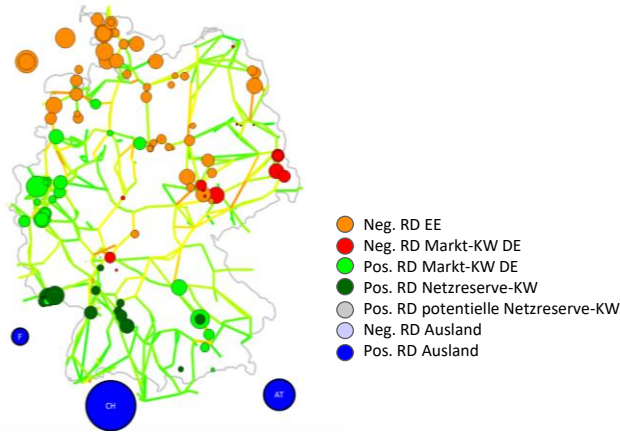 Neg. RD EE
Neg. RD Markt-KW DE
Pos. RD Markt-KW DE
Pos. RD Netzreserve-KW
Pos. RD potentielle Netzreserve-KW
Neg. RD Ausland
Pos. RD Ausland
F
CH
AT